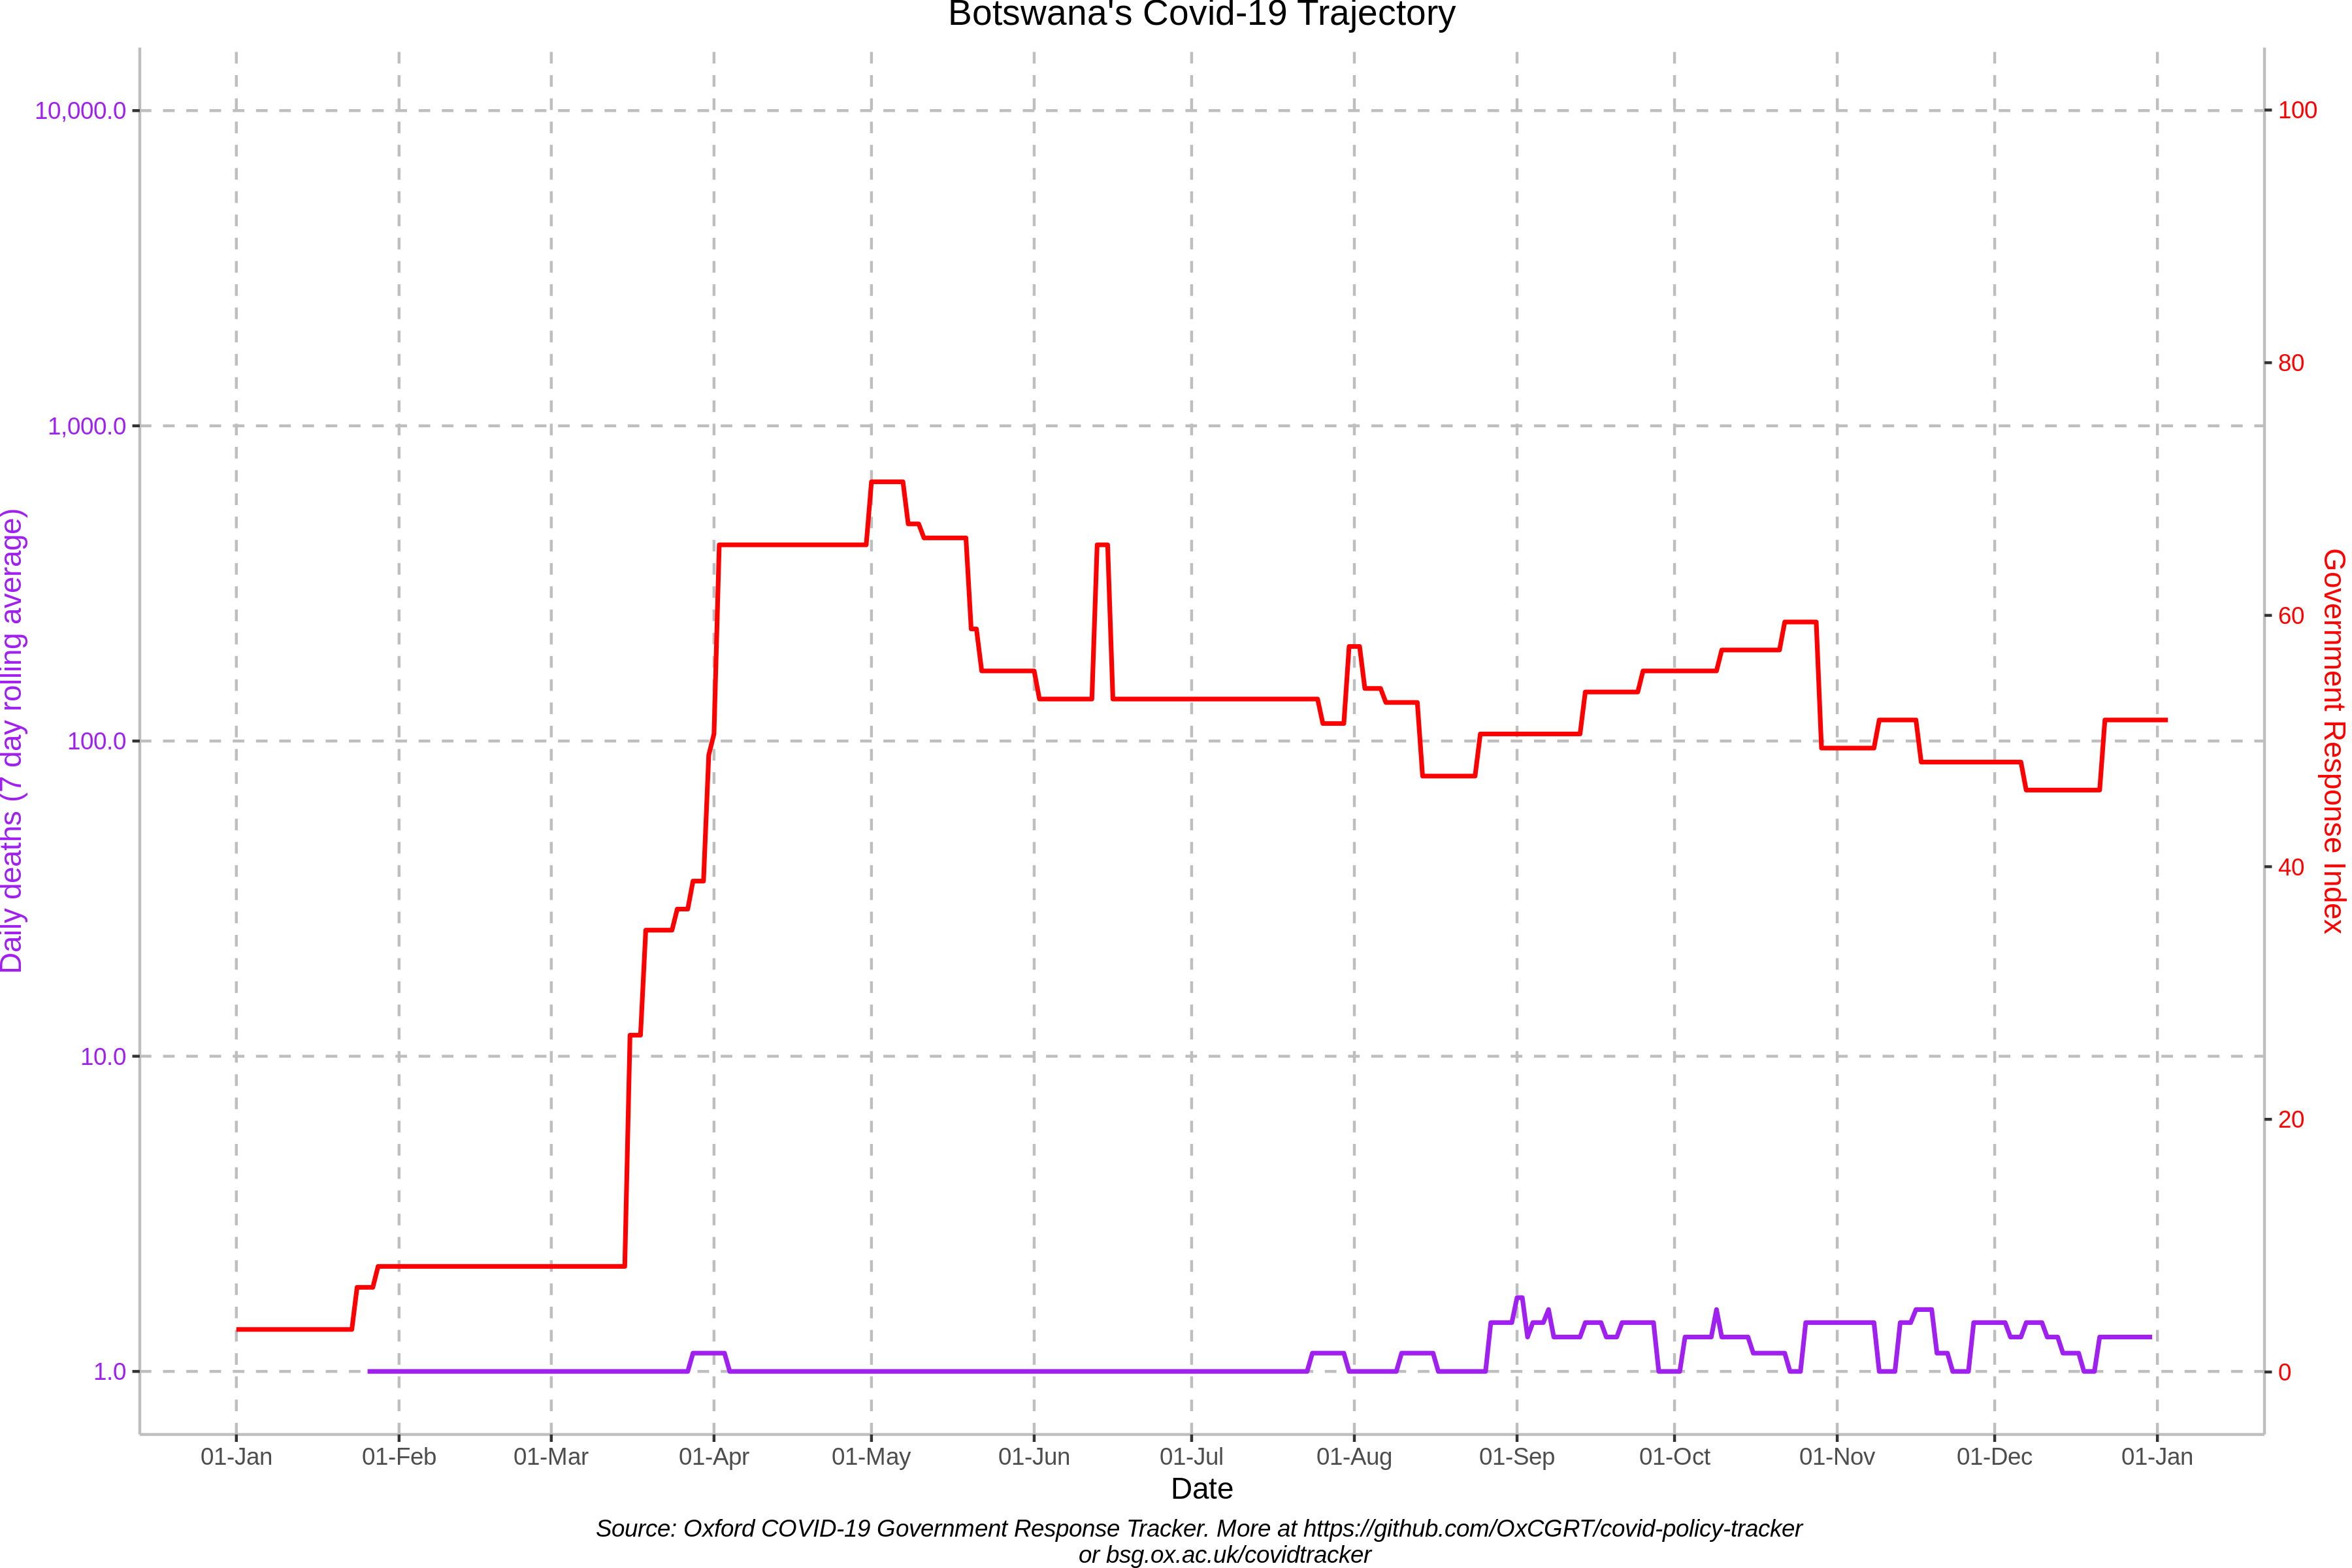 Botswana's Covid-19 Trajectory
10,000.0
1,000.0
100.0
10.0
1.0
Daily deaths (7 day rolling average)
100
80
60
40
20
0
Government Response Index
01-Jan 01-Feb 01-Mar 01-Apr 01-May 01-Jun 01-Jul 01-Aug 01-Sep 01-Oct 01-Nov 01-Dec 01-Jan
Date
Source: Oxford COVID-19 Government Response Tracker. More at https://github.com/OxCGRT/covid-policy-tracker
or bsg.ox.ac.uk/covidtracker